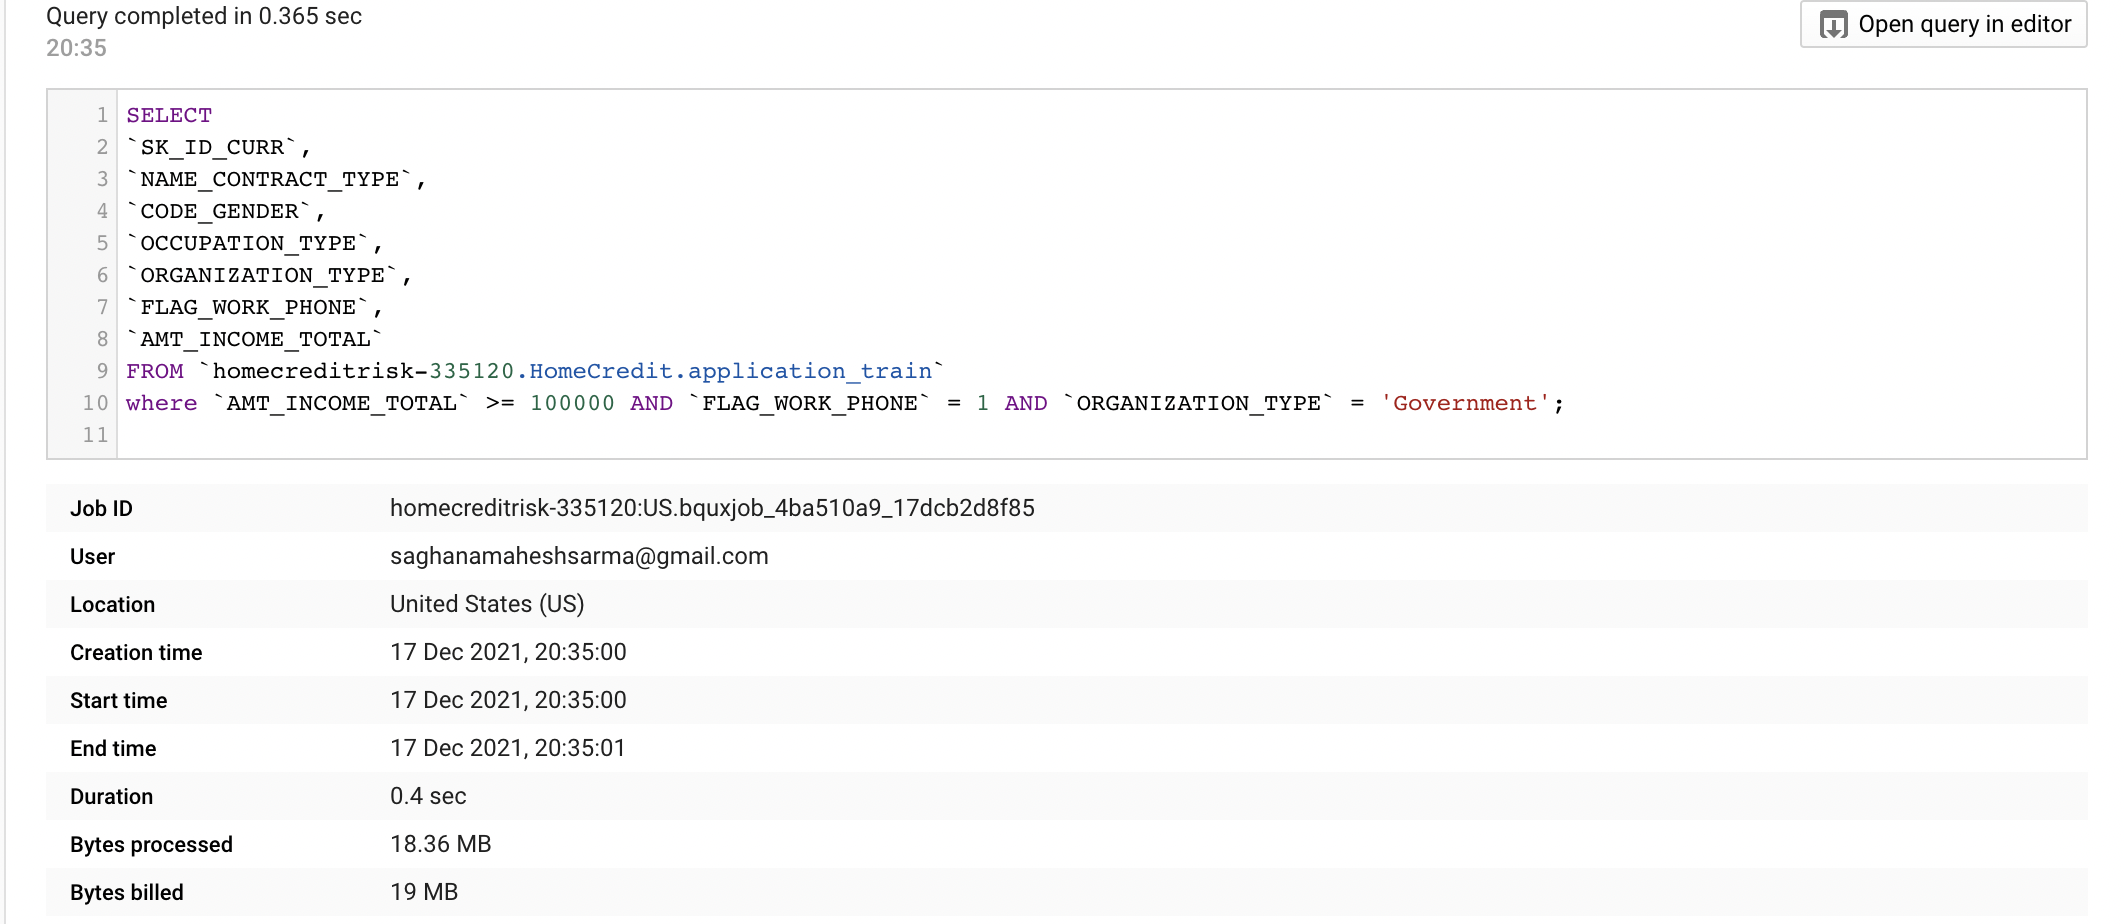 Query completed in 0.365 sec
20:35
Open query in editor
1 SELECT
2 `SK_ID_CURR`,
3 `NAME_CONTRACT_TYPE`,
4 `CODE_GENDER`,
5 `OCCUPATION_TYPE`,
6 `ORGANIZATION_TYPE`,
7 `FLAG_WORK_PHONE`,
8 `AMT_INCOME_TOTAL`
9 FROM `homecreditrisk-335120.HomeCredit.application_train`
10 where `AMT_INCOME_TOTAL` >= 100000 AND `FLAG_WORK_PHONE` = 1 AND `ORGANIZATION_TYPE` = 'Government';
11
Job ID homecreditrisk-335120:US.bquxjob_4ba510a9_17dcb2d8f85
User saghanamaheshsarma@gmail.com
Location United States (US)
Creation time 17 Dec 2021, 20:35:00
Start time 17 Dec 2021, 20:35:00
End time 17 Dec 2021, 20:35:01
Duration 0.4 sec
Bytes processed 18.36 MB
Bytes billed 19 MB